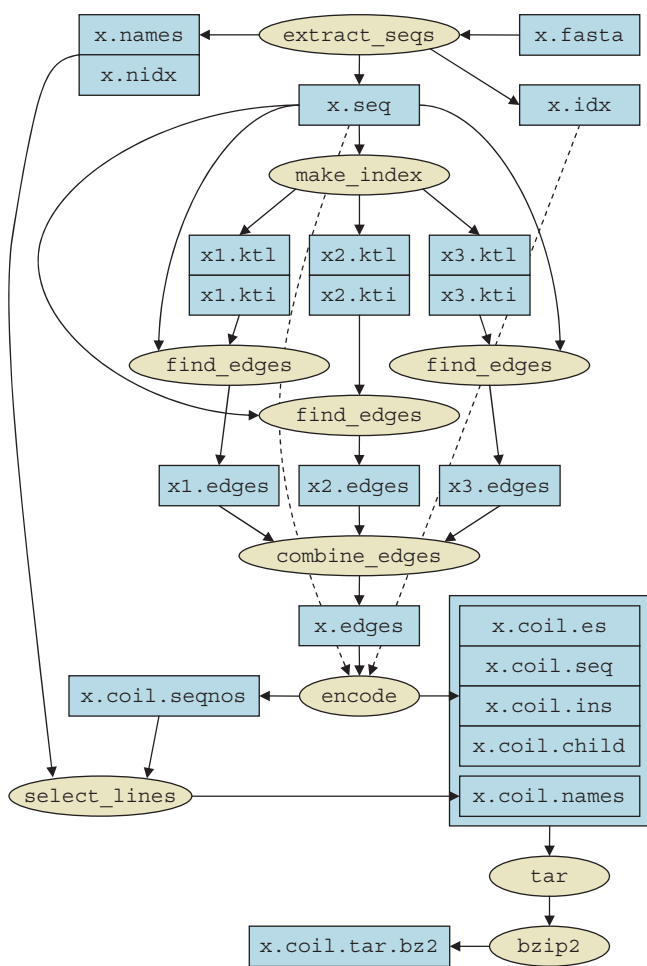 x.names
extract_seqs
x.fasta
x.nidx
x.seq
x.idx
make_index
x1.ktl
x2.ktl
x3.ktl
x1.kti
x2.kti
x3.kti
find_edges
find_edges
find_edges
x1.edges
x2.edges
x3.edges
combine_edges
x.edges
x.coil.es
x.coil.seq
x.coil.seqnos
encode
x.coil.ins
x.coil.child
select_lines
x.coil.names
tar
x.coil.tar.bz2
bzip2